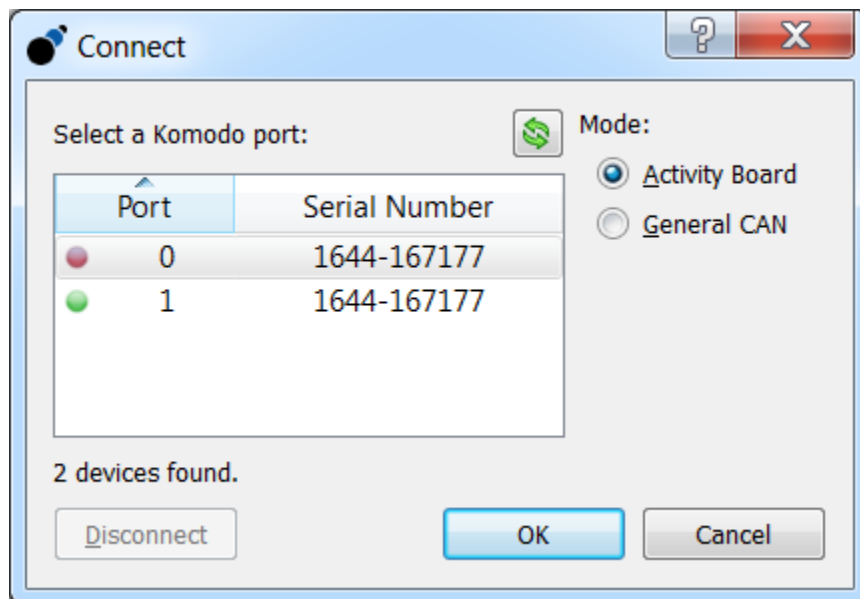 Connect
Select a Komodo port:
Port Serial Number
0 1644-167177
1 1644-167177
2 devices found.
Mode:
Activity Board
General CAN
Disconnect OK Cancel